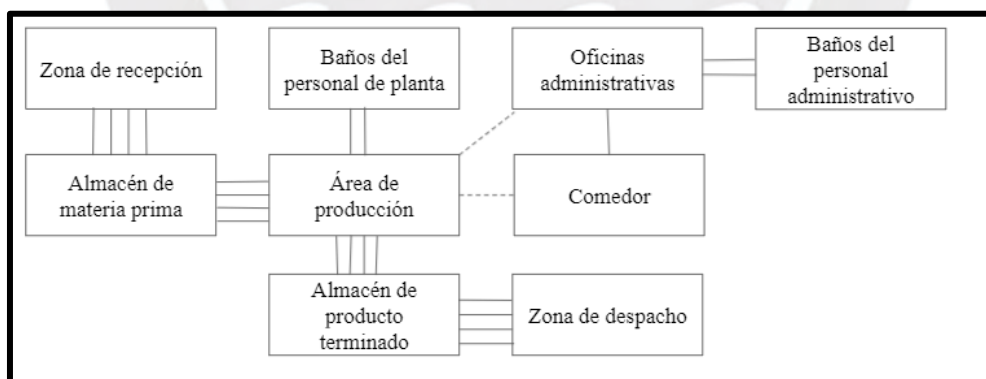 Zona de recepción
Baños del
personal de planta
Oficinas
administrativas
Baños del
personal
administrativo
Almacén de
materia prima
Área de
producción
Comedor
Almacén de
producto
terminado
Zona de despacho